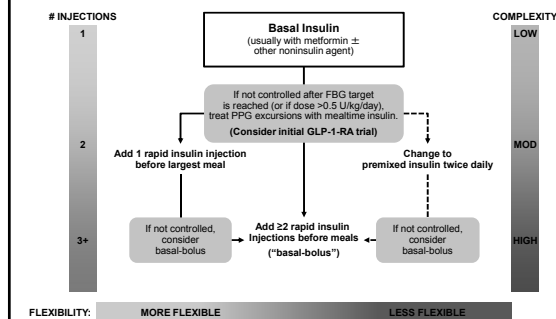 # INJECTIONS
COMPLEXITY
1
LOW
Basal Insulin
(usually with metformin ±
other noninsulin agent)
If not controlled after FBG target
is reached (or if dose >0.5 U/kg/day),
treat PPG excursions with mealtime insulin.
(Consider initial GLP-1-RA trial)
2
MOD
Add 1 rapid insulin injection
before largest meal
Change to
premixed insulin twice daily
3+
HIGH
If not controlled,
consider
basal-bolus
Add ≥2 rapid insulin
Injections before meals
("basal-bolus")
If not controlled,
consider
basal-bolus
FLEXIBILITY:
MORE FLEXIBLE
LESS FLEXIBLE